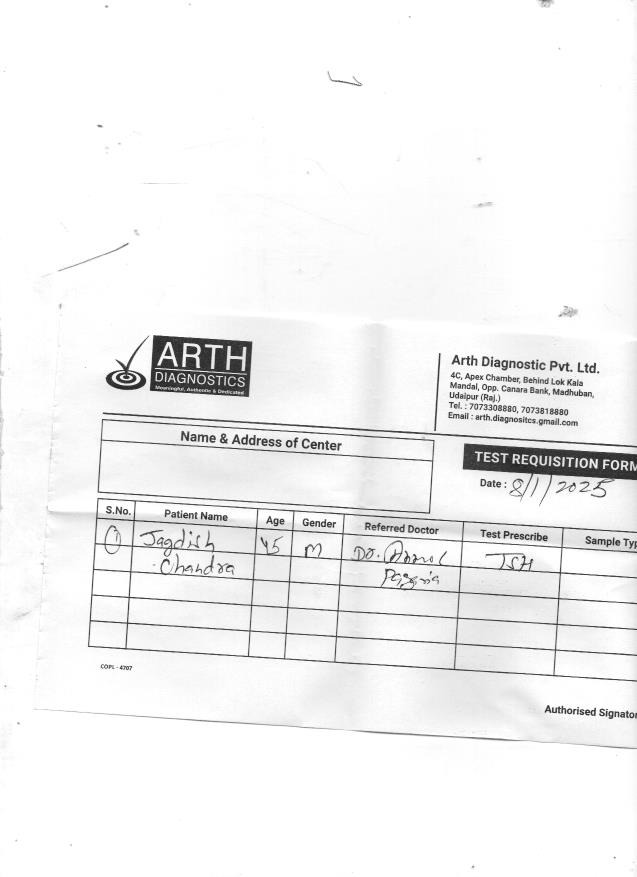 ARTH
DIAGNOSTICS
Meaningful, Authentic & Dedicated
Arth Diagnostic Pvt. Ltd.
4C, Apex Chamber, Behind Lok Kala
Mandal, Opp. Canara Bank, Madhuban,
Udaipur (Raj.)
Tel. : 7073308880, 7073818880
Email : arth.diagnositcs.gmail.com
Name & Address of Center
TEST REQUISITION FORM
Date : 8/1/2025
S.No. Patient Name Age Gender Referred Doctor Test Prescribe Sample Typ
1 Jagdish 45 M Dr. Anmol TSH
Chandra
COPL - 4707
Authorised Signator